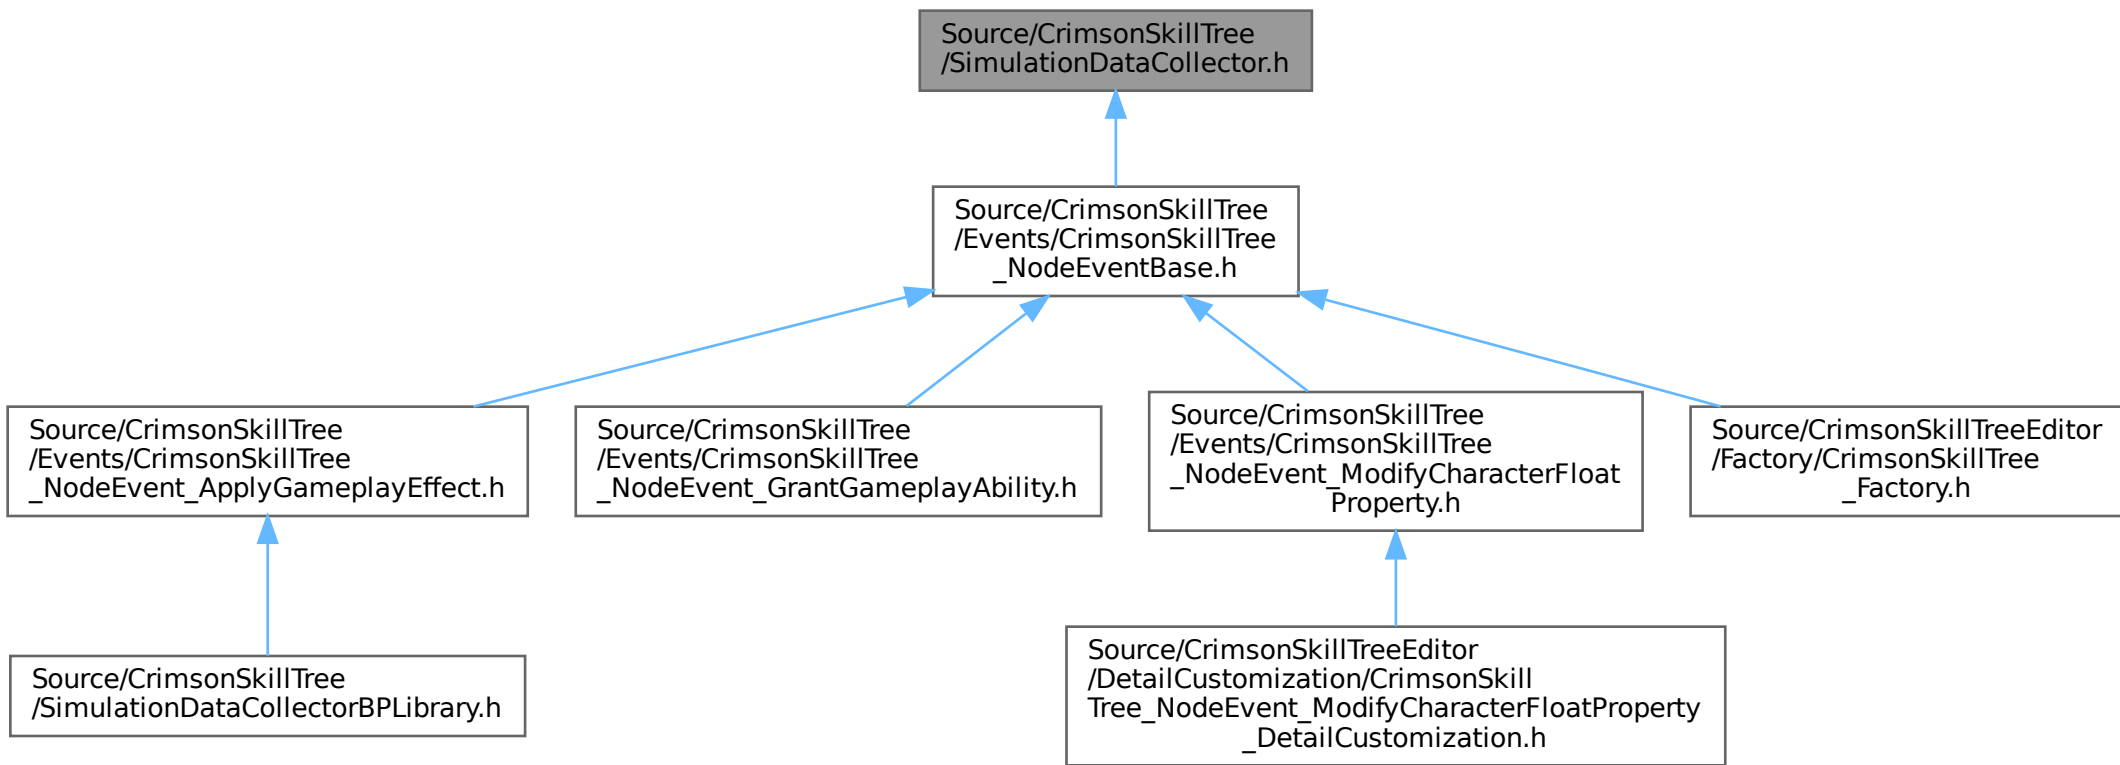 Source/CrimsonSkillTree
/SimulationDataCollector.h
Source/CrimsonSkillTree
/Events/CrimsonSkillTree
_NodeEventBase.h
Source/CrimsonSkillTree
/Events/CrimsonSkillTree
_NodeEvent_ApplyGameplayEffect.h
Source/CrimsonSkillTree
/Events/CrimsonSkillTree
_NodeEvent_GrantGameplayAbility.h
Source/CrimsonSkillTree
/Events/CrimsonSkillTree
_NodeEvent_ModifyCharacterFloat
Property.h
Source/CrimsonSkillTreeEditor
/Factory/CrimsonSkillTree
_Factory.h
Source/CrimsonSkillTree
/SimulationDataCollectorBPLibrary.h
Source/CrimsonSkillTreeEditor
/DetailCustomization/CrimsonSkill
Tree_NodeEvent_ModifyCharacterFloatProperty
_DetailCustomization.h